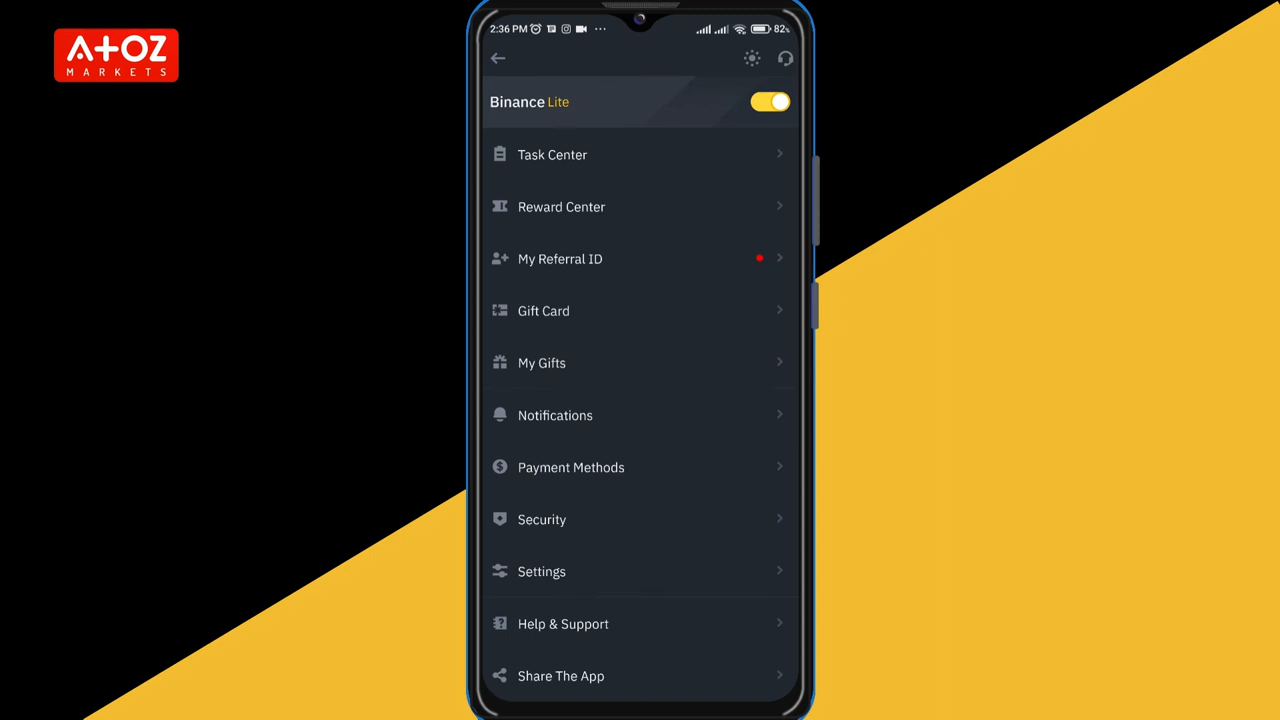 A+OZ
MARKETS
2:36 PM
82%
Binance Lite
Task Center
Reward Center
My Referral ID
Gift Card
My Gifts
Notifications
Payment Methods
Security
Settings
Help & Support
Share The App